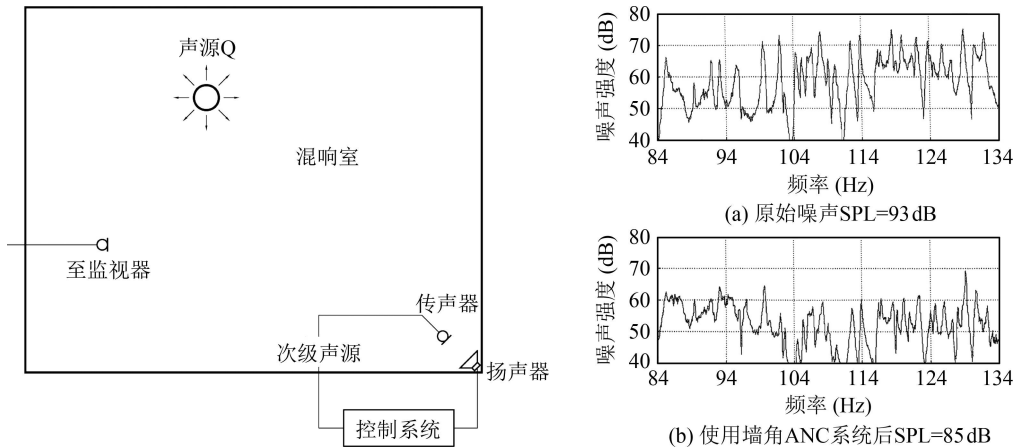 声源Q
混响室
至监视器
传声器
次级声源
扬声器
控制系统
噪声强度 (dB)
80
70
60
50
40
84 94 104 114 124 134
频率 (Hz)
(a) 原始噪声SPL=93dB
噪声强度 (dB)
80
70
60
50
40
84 94 104 114 124 134
频率 (Hz)
(b) 使用墙角ANC系统后SPL=85dB